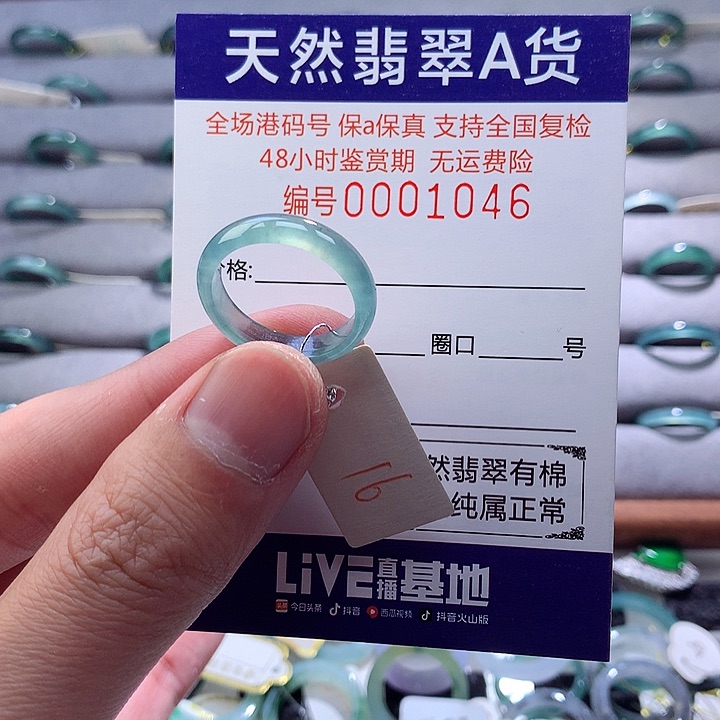 天然翡翠A货
全场港码号 保a保真 支持全国复检
48小时鉴赏期 无运费险
编号0001046
格:
圈口 号
16
然翡翠有棉
纯属正常
LiVE直播基地
今日头条 抖音 西瓜视频 抖音火山版